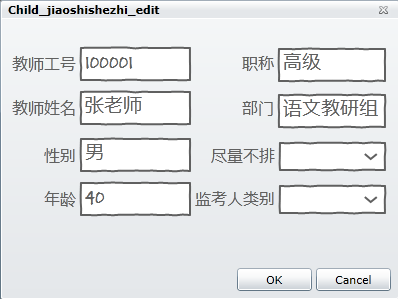 Child_jiaoshishezhi_edit
教师工号 100001 职称 高级
教师姓名 张老师 部门 语文教研组
性别 男 尽量不排
年龄 40 监考人类别
OK Cancel